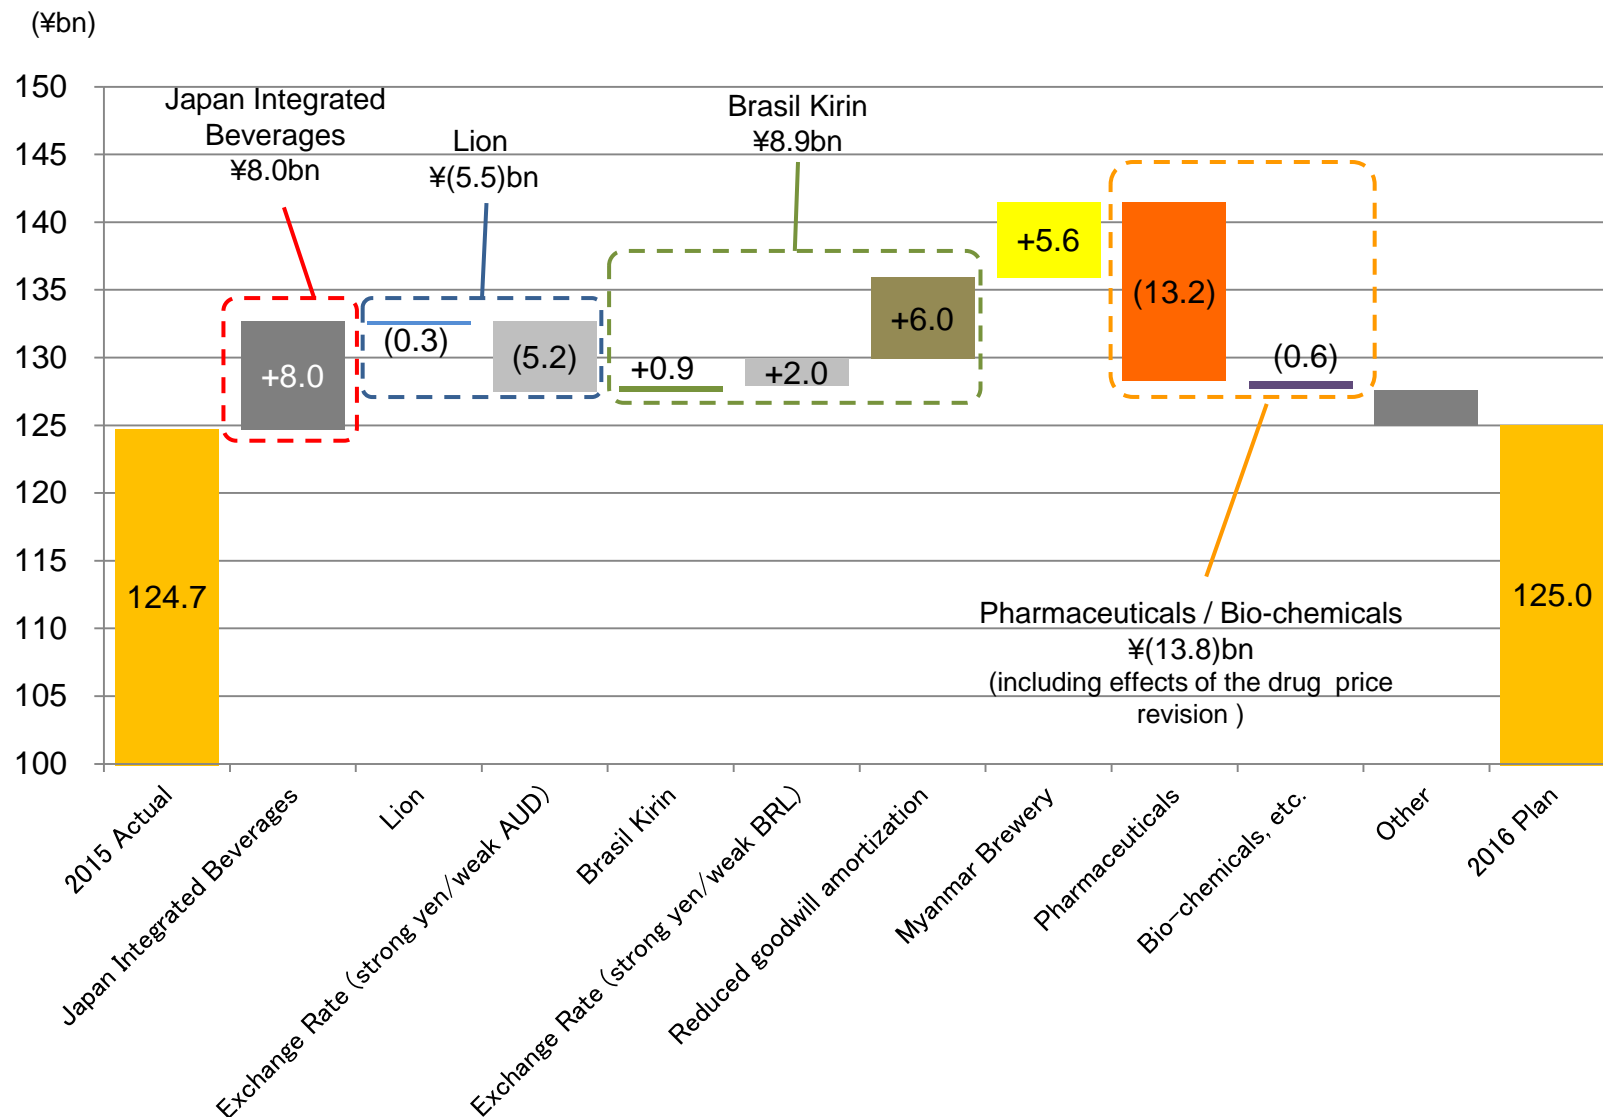 (¥bn)
150
145
140
135
130
125
120
115
110
105
100
Japan Integrated
Beverages
¥8.0bn
Lion
¥(5.5)bn
Brasil Kirin
¥8.9bn
124.7
+8.0
(0.3)
(5.2)
+0.9
+2.0
+6.0
+5.6
(13.2)
(0.6)
125.0
Pharmaceuticals / Bio-chemicals
¥(13.8)bn
(including effects of the drug price
revision )
2015 Actual
Japan Integrated Beverages
Lion
Exchange Rate (strong yen/weak AUD)
Brasil Kirin
Exchange Rate (strong yen/weak BRL)
Reduced goodwill amortization
Myanmar Brewery
Pharmaceuticals
Bio-chemicals, etc.
Other
2016 Plan